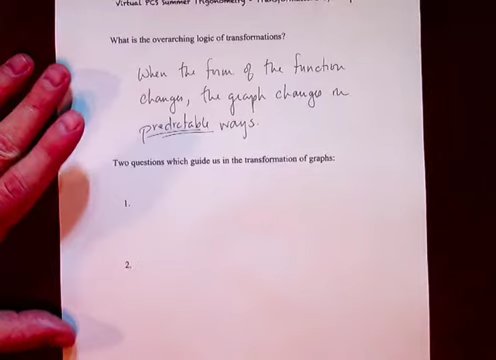 Virtual PCS Summer Trigonometry -
What is the overarching logic of transformations?
When the form of the function
changes, the graph changes in
predictable ways.
Two questions which guide us in the transformation of graphs:
1.
2.